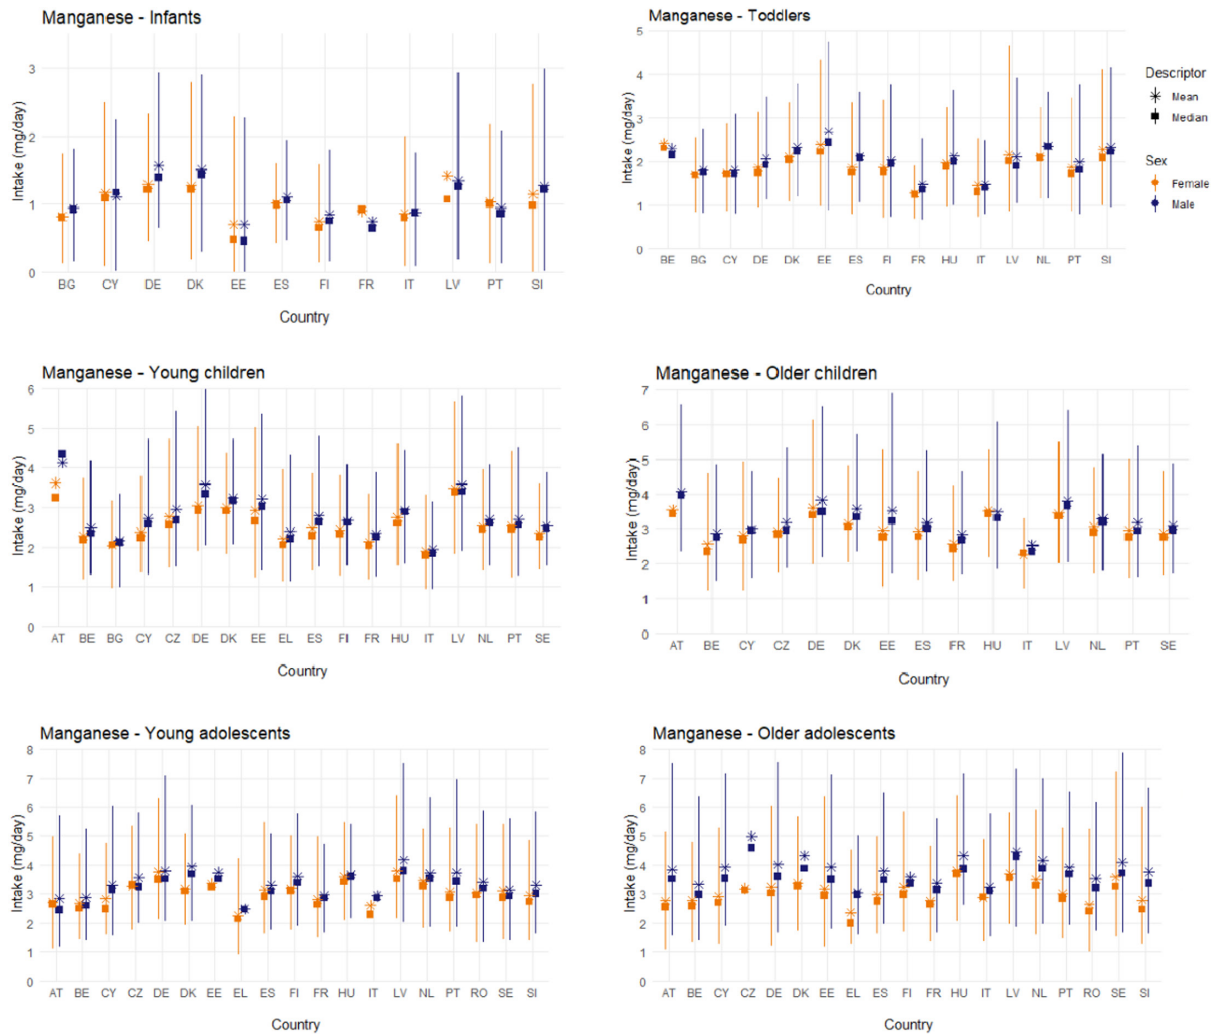 Manganese - Infants
Intake (mg/day)
3
2
1
0
BG CY DE DK EE ES FI FR IT LV PT SI
Country
Manganese - Toddlers
Intake (mg/day)
5
4
3
2
1
0
BE BG CY DE DK EE ES FI FR HU IT LV NL PT SI
Country
Descriptor
Mean
Median
Sex
Female
Male
Manganese - Young children
Intake (mg/day)
6
5
4
3
2
1
0
AT BE BG CY CZ DE DK EE EL ES FI FR HU IT LV NL PT SE
Country
Manganese - Older children
Intake (mg/day)
7
6
5
4
3
2
1
0
AT BE CY CZ DE DK EE ES FR HU IT LV NL PT SE
Country
Manganese - Young adolescents
Intake (mg/day)
8
7
6
5
4
3
2
1
0
AT BE CY CZ DE DK EE EL ES FI FR HU IT LV NL PT RO SE SI
Country
Manganese - Older adolescents
Intake (mg/day)
8
7
6
5
4
3
2
1
0
AT BE CY CZ DE DK EE EL ES FI FR HU IT LV NL PT RO SE SI
Country